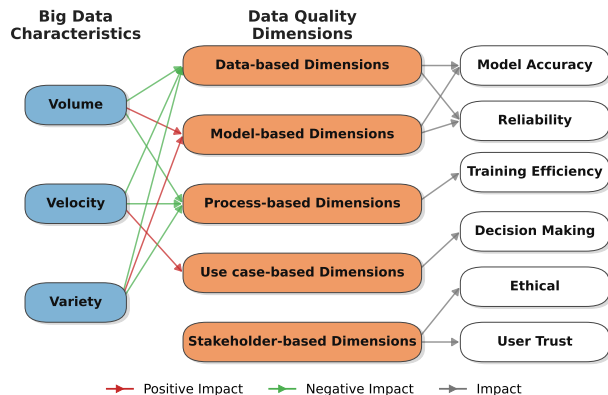 Big Data
Characteristics
Data Quality
Dimensions
Data-based Dimensions
Model Accuracy
Volume
Model-based Dimensions
Reliability
Training Efficiency
Velocity
Process-based Dimensions
Decision Making
Use case-based Dimensions
Variety
Ethical
Stakeholder-based Dimensions
User Trust
Positive Impact
Negative Impact
Impact